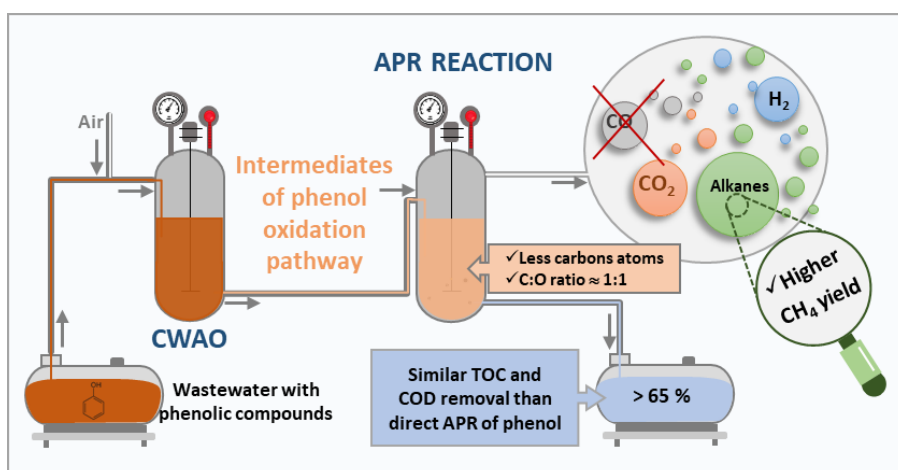 APR REACTION
Air
Intermediates
of phenol
oxidation
pathway
CO
H₂
CO₂
Alkanes
✓Less carbons atoms
✓C:O ratio ≈ 1:1
✓Higher
CH₄ yield
CWAO
OH
Wastewater with
phenolic compounds
Similar TOC and
COD removal than
direct APR of phenol
> 65 %